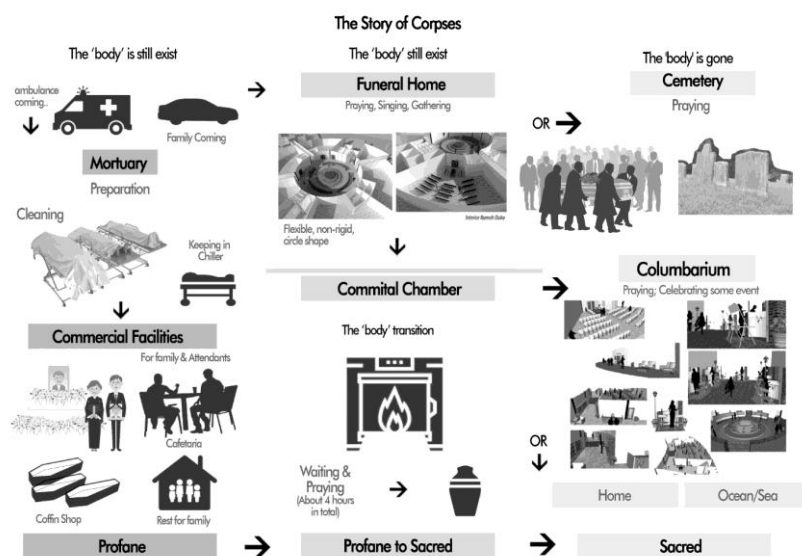 The Story of Corpses
The 'body' is still exist
ambulance
coming..
Family Coming
Mortuary
Preparation
Cleaning
Keeping in
Chiller
Commercial Facilities
For family & Attendants
Cafetaria
Coffin Shop
Rest for family
Profane
The 'body' still exist
Funeral Home
Praying, Singing, Gathering
Interior Rumah Duka
Flexible, non-rigid,
circle shape
Commital Chamber
The 'body' transition
Waiting &
Praying
(About 4 hours
in total)
Profane to Sacred
The 'body' is gone
Cemetery
Praying
OR
Columbarium
Praying; Celebrating some event
OR
Home
Ocean/Sea
Sacred